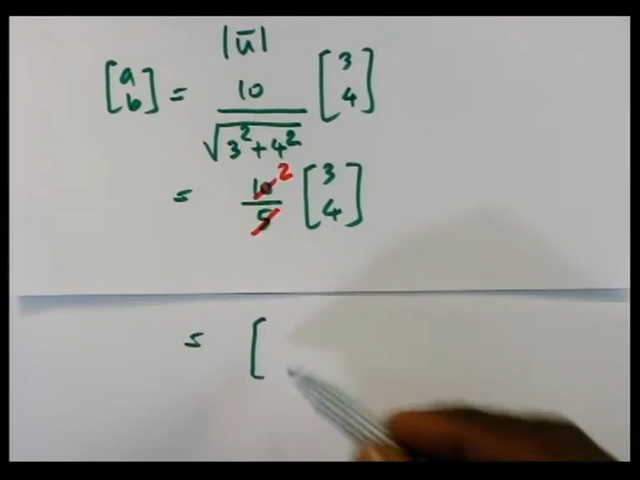 |ū|
[a b] = 10/√(3²+4²) [3 4]
= 10/5 2 [3 4]
= [